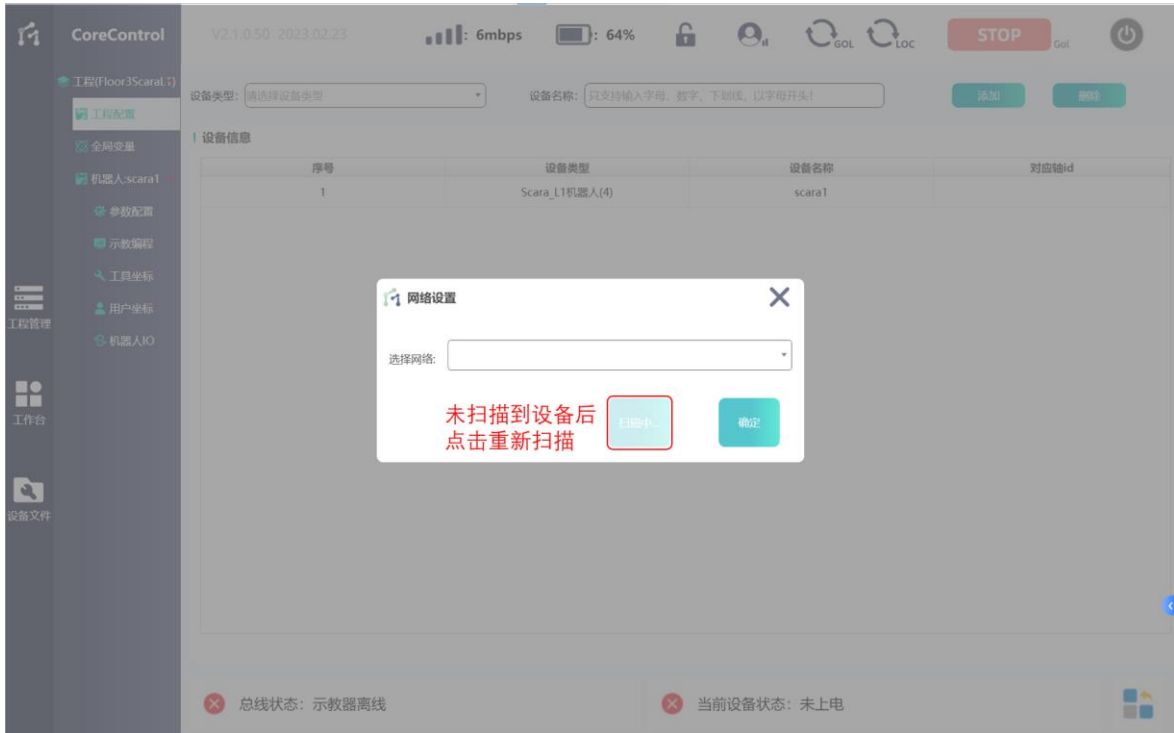 CoreControl
V2.1.0.50 2023.02.23
: 6mbps
: 64%
GOL
LOC
STOP
Gol
工程(Floor3ScaraL1)
工程配置
全局变量
机器人:scara1
参数配置
示教编程
工具坐标
用户坐标
机器人IO
工程管理
工作台
设备文件
设备类型: 请选择设备类型
设备名称: 只支持输入字母、数字、下划线，以字母开头!
添加
删除
设备信息
序号 设备类型 设备名称 对应轴id
1 Scara_L1机器人(4) scara1
网络设置
选择网络:
未扫描到设备后
点击重新扫描
扫描中...
确定
总线状态: 示教器离线
当前设备状态: 未上电